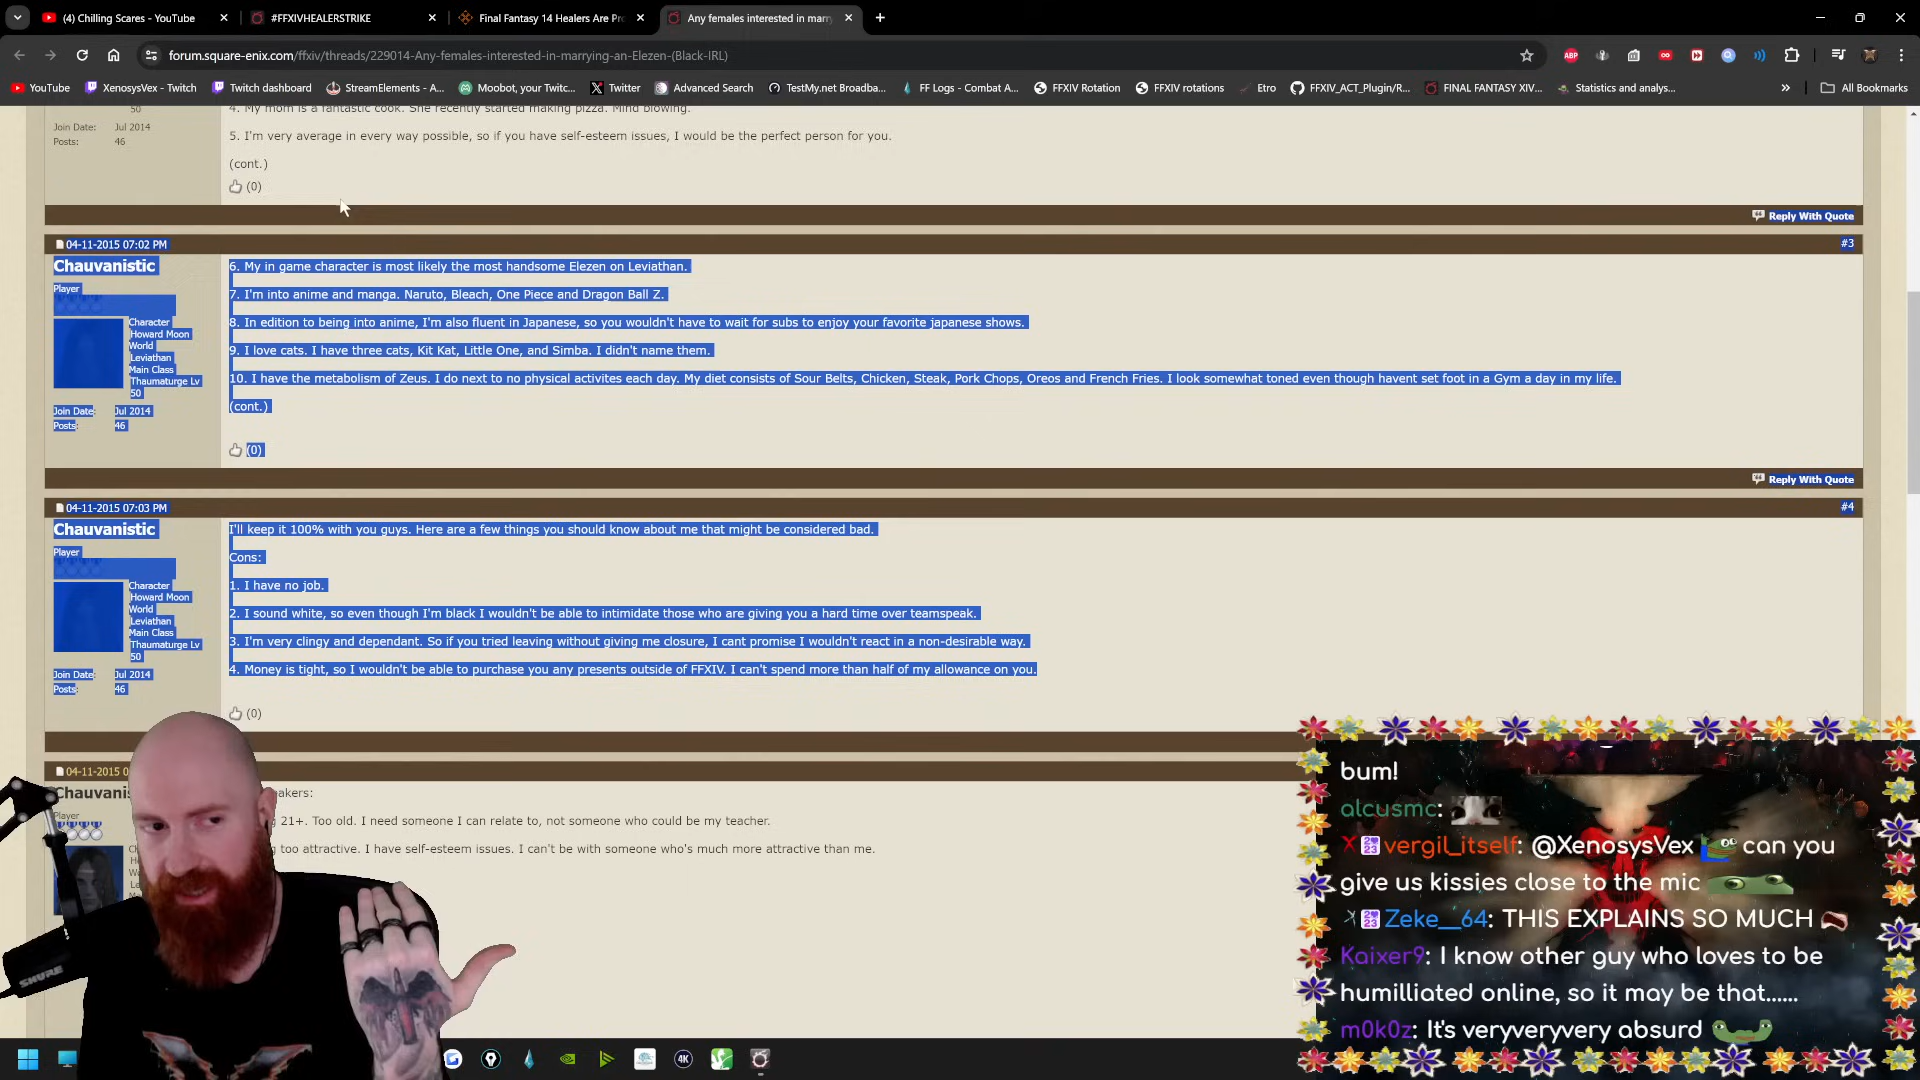 (4) Chilling Scares - YouTube
#FFXIVHEALERSTRIKE
Final Fantasy 14 Healers Are Pr
Any females interested in marr
forum.square-enix.com/ffxiv/threads/229014-Any-females-interested-in-marrying-an-Elezen-(Black-IRL)
ABP
YouTube
XenosysVex - Twitch
Twitch dashboard
StreamElements - A...
Moobot, your Twitc...
Twitter
Advanced Search
TestMy.net Broadba...
FF Logs - Combat A...
FFXIV Rotation
FFXIV rotations
Etro
FFXIV_ACT_Plugin/R...
FINAL FANTASY XIV...
Statistics and analys...
»
All Bookmarks
50
Join Date: Jul 2014
Posts: 46
4. My mom is a fantastic cook. She recently started making pizza. Mind blowing.
5. I'm very average in every way possible, so if you have self-esteem issues, I would be the perfect person for you.
(cont.)
(0)
Reply With Quote
04-11-2015 07:02 PM
#3
Chauvanistic
Player
Character
Howard Moon
World
Leviathan
Main Class
Thaumaturge Lv
50
Join Date: Jul 2014
Posts: 46
6. My in game character is most likely the most handsome Elezen on Leviathan.
7. I'm into anime and manga. Naruto, Bleach, One Piece and Dragon Ball Z.
8. In edition to being into anime, I'm also fluent in Japanese, so you wouldn't have to wait for subs to enjoy your favorite japanese shows.
9. I love cats. I have three cats, Kit Kat, Little One, and Simba. I didn't name them.
10. I have the metabolism of Zeus. I do next to no physical activites each day. My diet consists of Sour Belts, Chicken, Steak, Pork Chops, Oreos and French Fries. I look somewhat toned even though havent set foot in a Gym a day in my life.
(cont.)
(0)
Reply With Quote
04-11-2015 07:03 PM
#4
Chauvanistic
Player
Character
Howard Moon
World
Leviathan
Main Class
Thaumaturge Lv
50
Join Date: Jul 2014
Posts: 46
I'll keep it 100% with you guys. Here are a few things you should know about me that might be considered bad.
Cons:
1. I have no job.
2. I sound white, so even though I'm black I wouldn't be able to intimidate those who are giving you a hard time over teamspeak.
3. I'm very clingy and dependant. So if you tried leaving without giving me closure, I cant promise I wouldn't react in a non-desirable way.
4. Money is tight, so I wouldn't be able to purchase you any presents outside of FFXIV. I can't spend more than half of my allowance on you.
(0)
04-11-2015 0
Chauvanis
Player
akers:
21+. Too old. I need someone I can relate to, not someone who could be my teacher.
too attractive. I have self-esteem issues. I can't be with someone who's much more attractive than me.
SHURE
bum!
alcusmc:
vergil_itself: @XenosysVex can you
give us kissies close to the mic
Zeke__64: THIS EXPLAINS SO MUCH
Kaixer9: I know other guy who loves to be
humilliated online, so it may be that......
m0k0z: It's veryveryvery absurd
4K